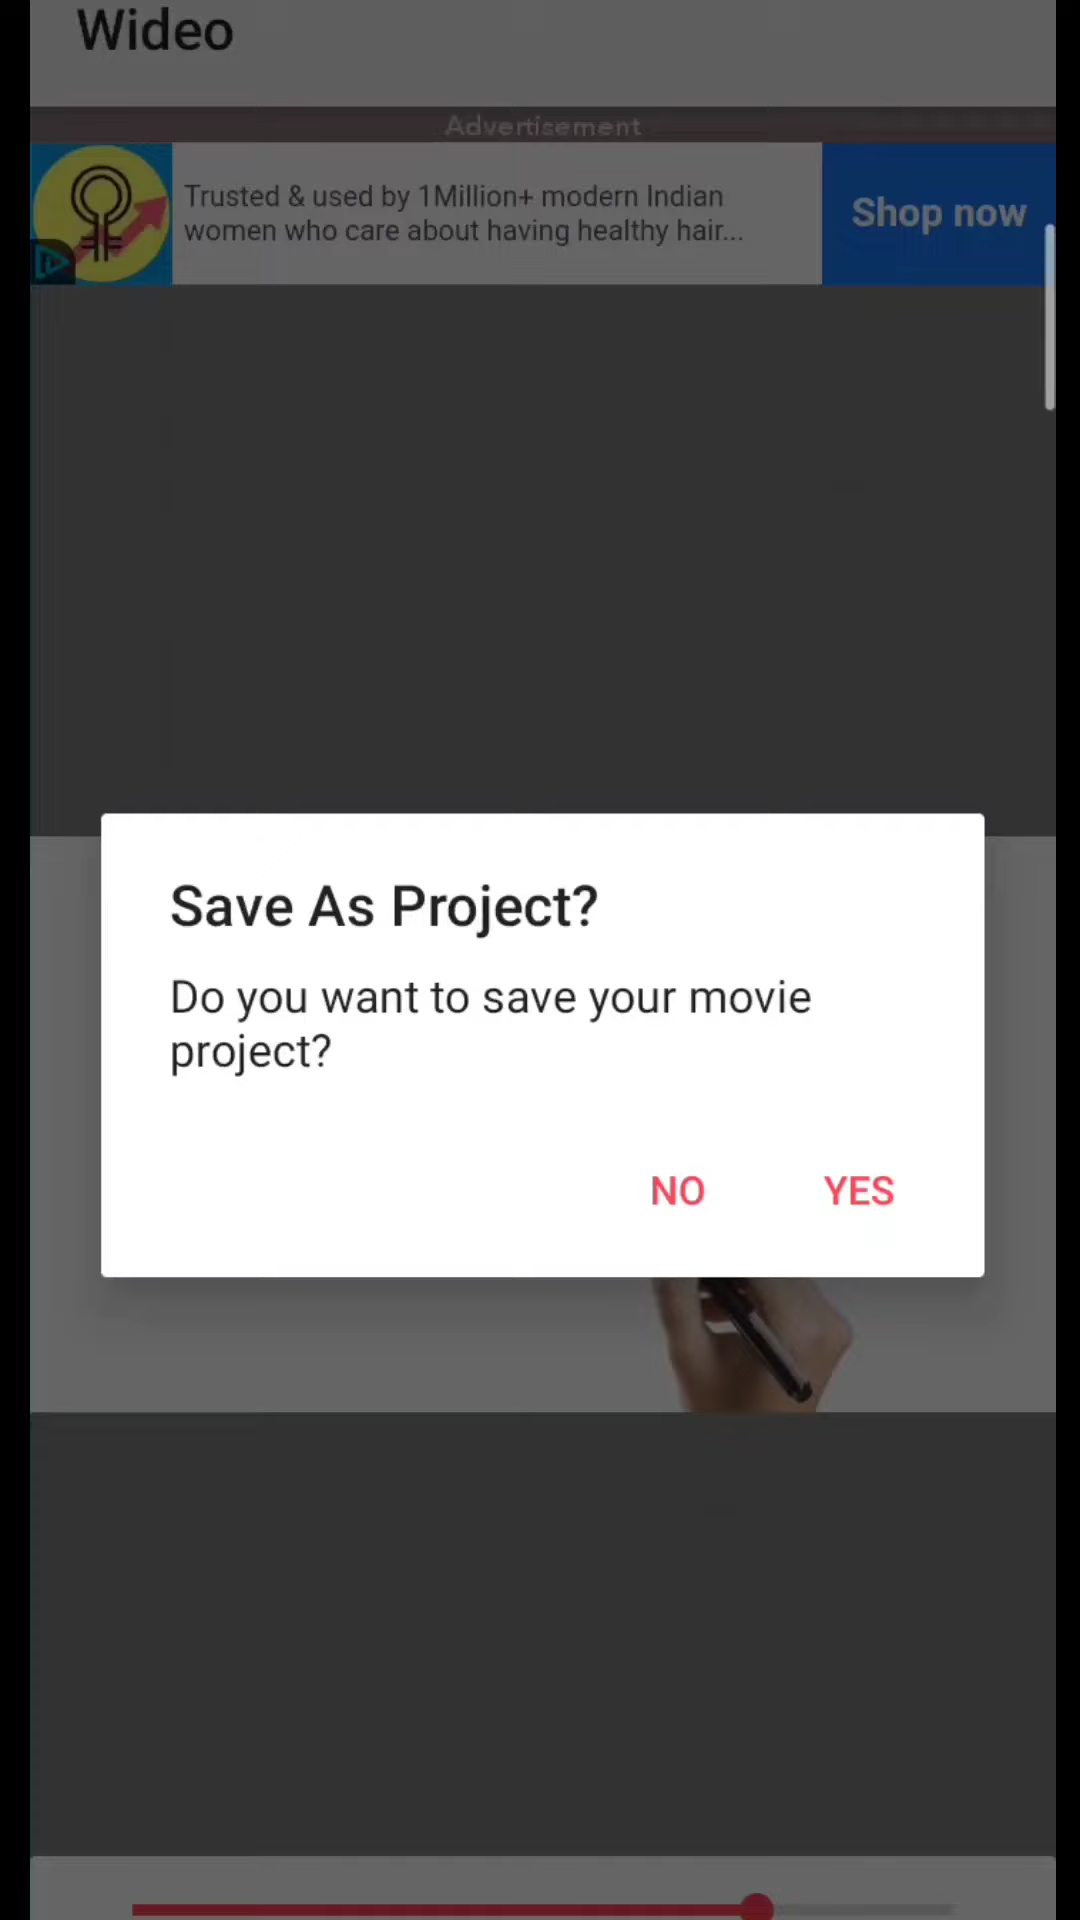 Wideo
Advertisement
Trusted & used by 1Million+ modern Indian
women who care about having healthy hair...
Shop now
Save As Project?
Do you want to save your movie
project?
NO YES